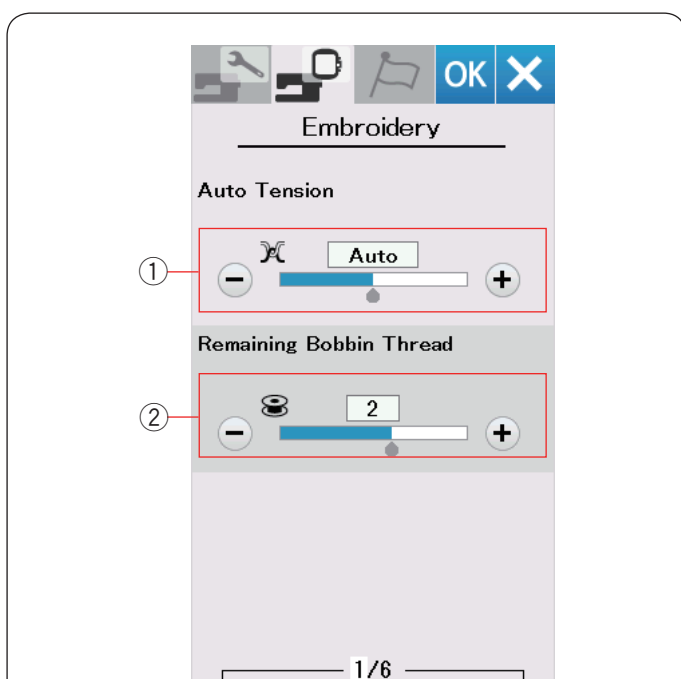 OK
Embroidery
Auto Tension
① Auto
Remaining Bobbin Thread
② 2
1/6